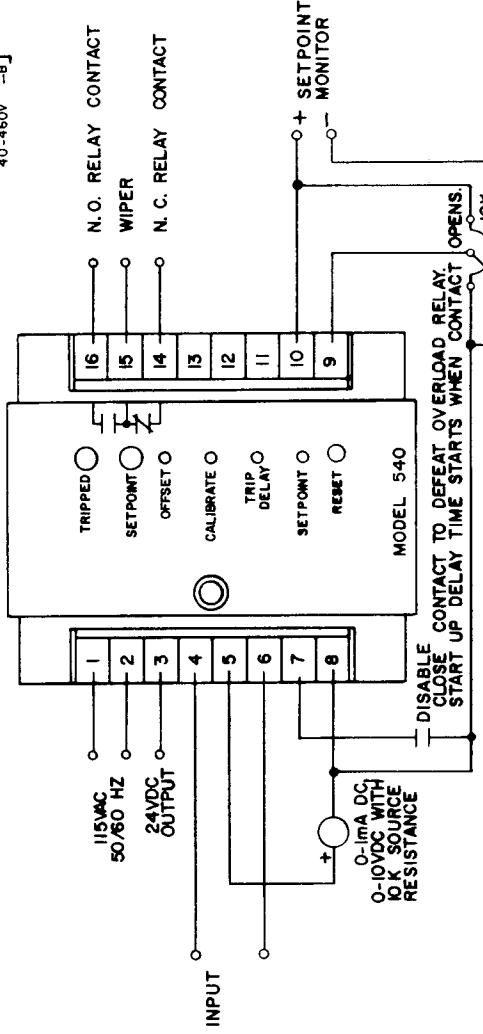 40-460V --B]
N.O. RELAY CONTACT
WIPER
N.C. RELAY CONTACT
+ SETPOINT
MONITOR
-
16
15
14
13
12
11
10
9
TRIPPED
SETPOINT
OFFSET
CALIBRATE
TRIP
DELAY
SETPOINT
RESET
MODEL 540
1
2
3
4
5
6
7
8
115VAC
50/60 HZ
24VDC
OUTPUT
INPUT
+
0-1mA DC,
0-10VDC WITH
10K SOURCE
RESISTANCE
DISABLE
CLOSE CONTACT TO DEFEAT OVERLOAD RELAY.
START UP DELAY TIME STARTS WHEN CONTACT OPENS.